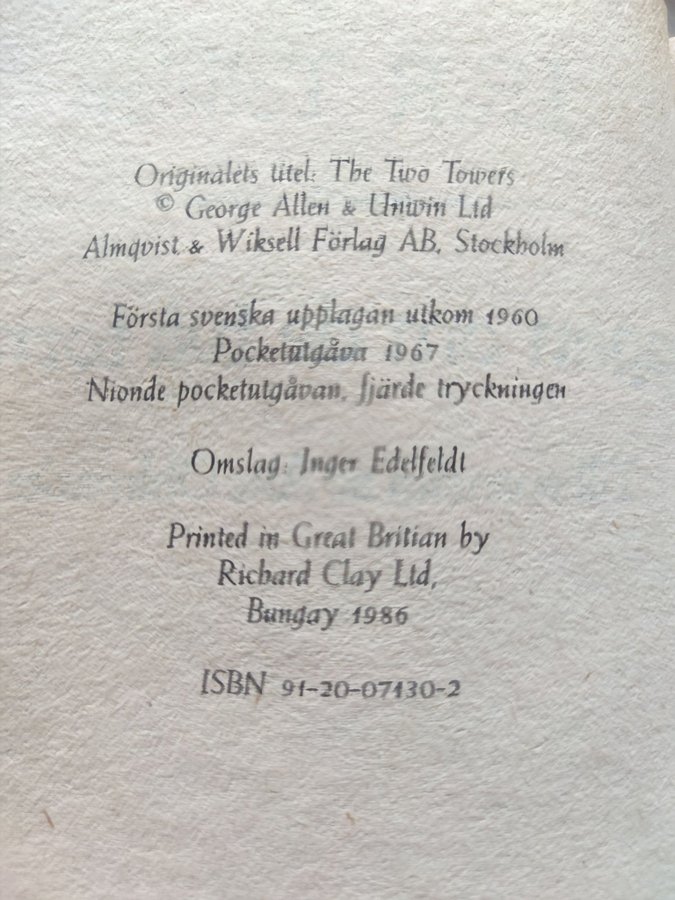 Originalets titel: The Two Towers
© George Allen & Unwin Ltd
Almqvist & Wiksell Förlag AB, Stockholm
Första svenska upplagan utkom 1960
Pocketutgåva 1967
Nionde pocketutgåvan, fjärde tryckningen
Omslag: Inger Edelfeldt
Printed in Great Britian by
Richard Clay Ltd,
Bungay 1986
ISBN 91-20-07130-2